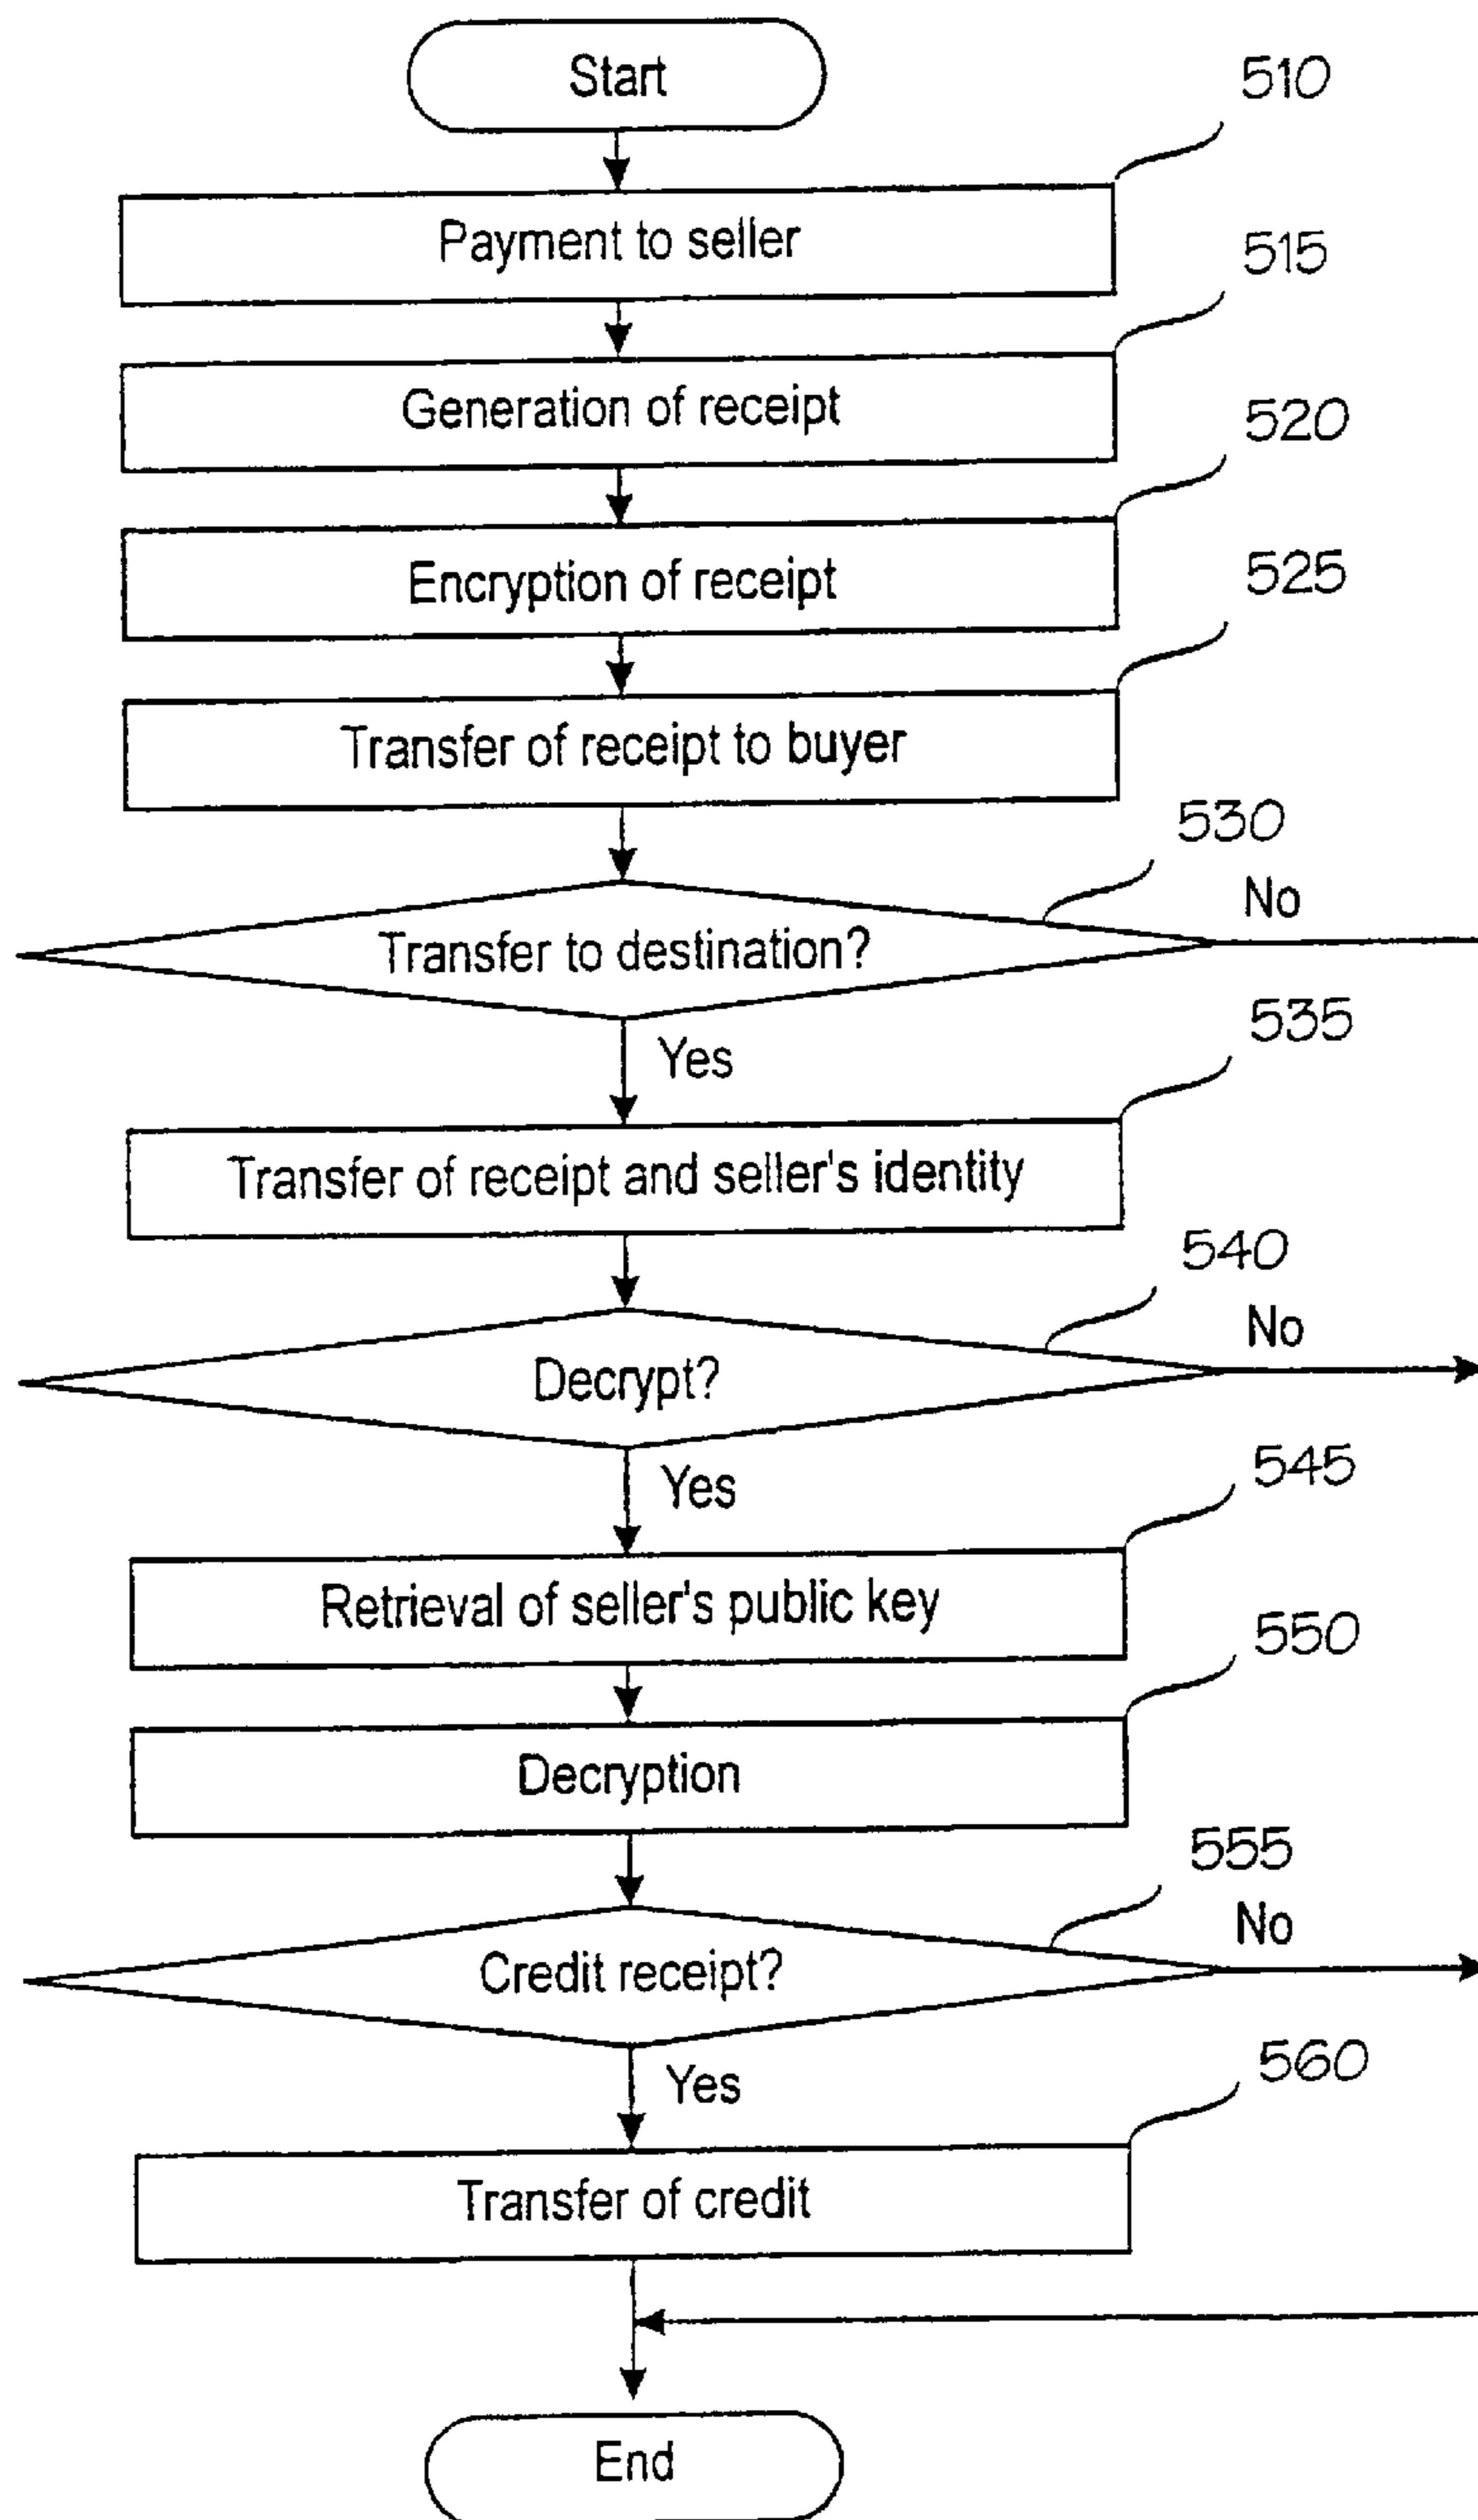 Start
510
Payment to seller
515
Generation of receipt
520
Encryption of receipt
525
Transfer of receipt to buyer
530
No
Transfer to destination?
Yes
535
Transfer of receipt and seller's identity
540
No
Decrypt?
Yes
545
Retrieval of seller's public key
550
Decryption
555
No
Credit receipt?
Yes
560
Transfer of credit
End